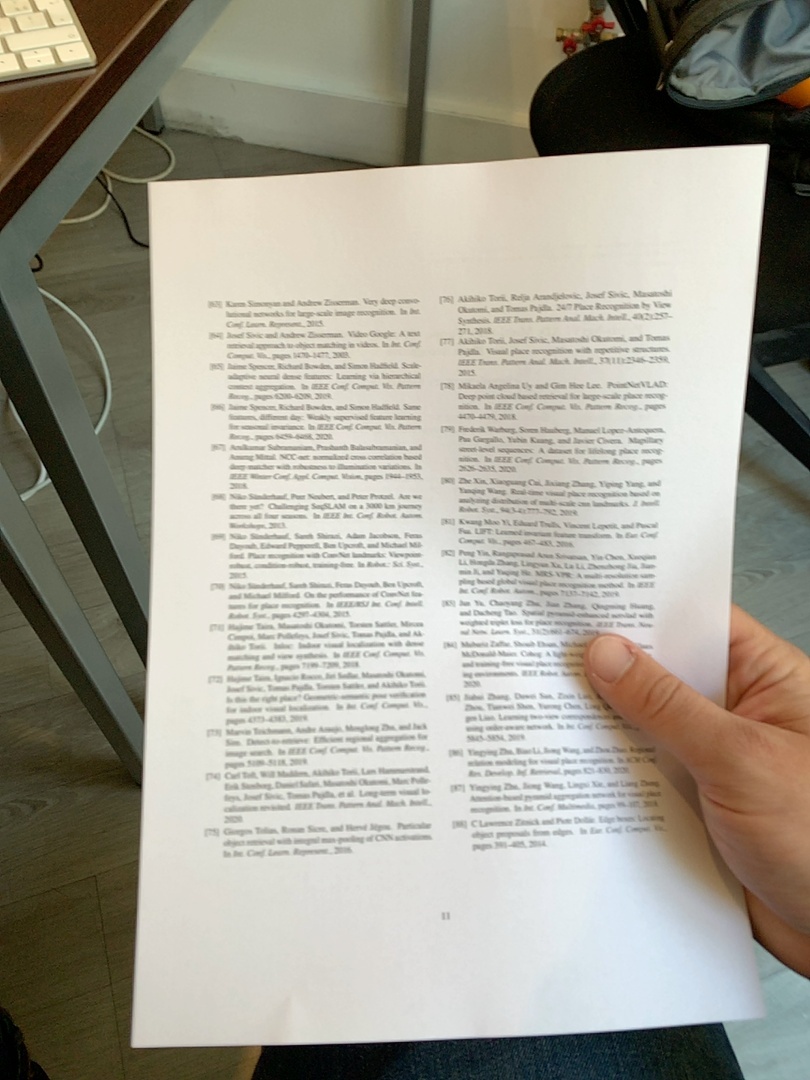 [63] Karen Simonyan and Andrew Zisserman. Very deep convo-
lutional networks for large-scale image recognition. In Int.
Conf. Learn. Represent., 2015.
[64] Josef Sivic and Andrew Zisserman. Video Google: A text
retrieval approach to object matching in videos. In Int. Conf.
Comput. Vis., pages 1470–1477, 2003.
[65] Jaime Spencer, Richard Bowden, and Simon Hadfield. Scale-
adaptive neural dense features: Learning via hierarchical
context aggregation. In IEEE Conf. Comput. Vis. Pattern
Recog., pages 6200–6209, 2019.
[66] Jaime Spencer, Richard Bowden, and Simon Hadfield. Same
features, different day: Weakly supervised feature learning
for seasonal invariance. In IEEE Conf. Comput. Vis. Pattern
Recog., pages 6459–6468, 2020.
[67] Arulkumar Subramaniam, Prashanth Balasubramanian, and
Anurag Mittal. NCC-net: normalized cross correlation based
deep matcher with robustness to illumination variations. In
IEEE Winter Conf. Appl. Comput. Vision, pages 1944–1953,
2018.
[68] Niko Sünderhauf, Peer Neubert, and Peter Protzel. Are we
there yet? Challenging SeqSLAM on a 3000 km journey
across all four seasons. In IEEE Int. Conf. Robot. Autom.
Workshops, 2013.
[69] Niko Sünderhauf, Sareh Shirazi, Adam Jacobson, Feras
Dayoub, Edward Pepperell, Ben Upcroft, and Michael Mil-
ford. Place recognition with ConvNet landmarks: Viewpoint-
robust, condition-robust, training-free. In Robot.: Sci. Syst.,
2015.
[70] Niko Sünderhauf, Sareh Shirazi, Feras Dayoub, Ben Upcroft,
and Michael Milford. On the performance of ConvNet fea-
tures for place recognition. In IEEE/RSJ Int. Conf. Intell.
Robot. Syst., pages 4297–4304, 2015.
[71] Hajime Taira, Masatoshi Okutomi, Torsten Sattler, Mircea
Cimpoi, Marc Pollefeys, Josef Sivic, Tomas Pajdla, and Ak-
ihiko Torii. Inloc: Indoor visual localization with dense
matching and view synthesis. In IEEE Conf. Comput. Vis.
Pattern Recog., pages 7199–7209, 2018.
[72] Hajime Taira, Ignacio Rocco, Jiri Sedlar, Masatoshi Okutomi,
Josef Sivic, Tomas Pajdla, Torsten Sattler, and Akihiko Torii.
Is this the right place? Geometric-semantic pose verification
for indoor visual localization. In Int. Conf. Comput. Vis.,
pages 4373–4383, 2019.
[73] Marvin Teichmann, Andre Araujo, Menglong Zhu, and Jack
Sim. Detect-to-retrieve: Efficient regional aggregation for
image search. In IEEE Conf. Comput. Vis. Pattern Recog.,
pages 5109–5118, 2019.
[74] Carl Toft, Will Maddern, Akihiko Torii, Lars Hammarstrand,
Erik Stenborg, Daniel Safari, Masatoshi Okutomi, Marc Polle-
feys, Josef Sivic, Tomas Pajdla, et al. Long-term visual lo-
calization revisited. IEEE Trans. Pattern Anal. Mach. Intell.,
2020.
[75] Giorgos Tolias, Ronan Sicre, and Hervé Jégou. Particular
object retrieval with integral max-pooling of CNN activations.
In Int. Conf. Learn. Represent., 2016.
[76] Akihiko Torii, Relja Arandjelovic, Josef Sivic, Masatoshi
Okutomi, and Tomas Pajdla. 24/7 Place Recognition by View
Synthesis. IEEE Trans. Pattern Anal. Mach. Intell., 40(2):257–
271, 2018.
[77] Akihiko Torii, Josef Sivic, Masatoshi Okutomi, and Tomas
Pajdla. Visual place recognition with repetitive structures.
IEEE Trans. Pattern Anal. Mach. Intell., 37(11):2346–2359,
2015.
[78] Mikaela Angelina Uy and Gim Hee Lee. PointNetVLAD:
Deep point cloud based retrieval for large-scale place recog-
nition. In IEEE Conf. Comput. Vis. Pattern Recog., pages
4470–4479, 2018.
[79] Frederik Warburg, Soren Hauberg, Manuel Lopez-Antequera,
Pau Gargallo, Yubin Kuang, and Javier Civera. Mapillary
street-level sequences: A dataset for lifelong place recog-
nition. In IEEE Conf. Comput. Vis. Pattern Recog., pages
2626–2635, 2020.
[80] Zhe Xin, Xiaoguang Cui, Jixiang Zhang, Yiping Yang, and
Yanqing Wang. Real-time visual place recognition based on
analyzing distribution of multi-scale cnn landmarks. J. Intell.
Robot. Syst., 94(3-4):777–792, 2019.
[81] Kwang Moo Yi, Eduard Trulls, Vincent Lepetit, and Pascal
Fua. LIFT: Learned invariant feature transform. In Eur. Conf.
Comput. Vis., pages 467–483, 2016.
[82] Peng Yin, Rangaprasad Arun Srivatsan, Yin Chen, Xueqian
Li, Hongda Zhang, Lingyun Xu, Lu Li, Zhenzhong Jia, Jian-
min Ji, and Yuqing He. MRS-VPR: A multi-resolution sam-
pling based global visual place recognition method. In IEEE
Int. Conf. Robot. Autom., pages 7137–7142, 2019.
[83] Jun Yu, Chaoyang Zhu, Jian Zhang, Qingming Huang,
and Dacheng Tao. Spatial pyramid-enhanced netvlad with
weighted triplet loss for place recognition. IEEE Trans. Neu-
ral Netw. Learn. Syst., 31(2):661–674, 2019.
[84] Mubariz Zaffar, Shoaib Ehsan, Michael
McDonald-Maier. Cohog: A light-
and training-free visual place recognition
ing environments. IEEE Robot. Autom.
2020.
[85] Jiahui Zhang, Dawei Sun, Zixin Luo,
Zhou, Tianwei Shen, Yurong Chen, Long
gen Liao. Learning two-view correspondences and
using order-aware network. In Int. Conf. Comput. Vis., pages
5845–5854, 2019.
[86] Yingying Zhu, Biao Li, Jiong Wang, and Zhou Zhao. Regional
relation modeling for visual place recognition. In ACM Conf.
Res. Develop. Inf. Retrieval, pages 821–830, 2020.
[87] Yingying Zhu, Jiong Wang, Lingxi Xie, and Liang Zheng.
Attention-based pyramid aggregation network for visual place
recognition. In Int. Conf. Multimedia, pages 99–107, 2018.
[88] C Lawrence Zitnick and Piotr Dollár. Edge boxes: Locating
object proposals from edges. In Eur. Conf. Comput. Vis.,
pages 391–405, 2014.
11